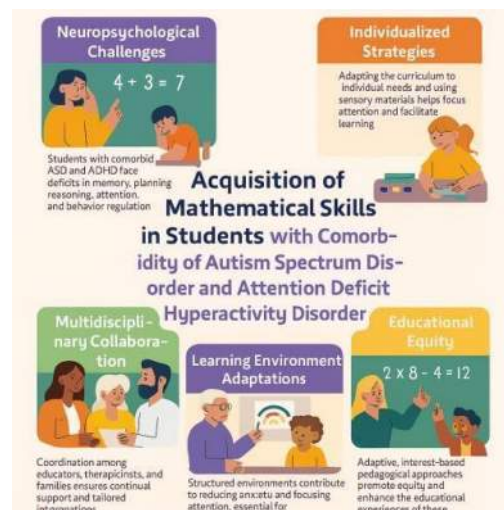 Neuropsychological
Challenges
4 + 3 = 7
Students with comorbid
ASD and ADHD face
deficits in memory, planning
reasoning, attention.
and behavior regulation
Individualized
Strategies
Adapting the curriculum to
individual needs and using
sensory materials helps focus
attention and facilitate
learning
Acquisition of
Mathematical Skills
in Students with Comorb-
idity of Autism Spectrum Dis-
order and Attention Deficit
Hyperactivity Disorder
Multidiscipli-
nary Collabora-
tion
Coordination among
educators, therapicinsts, and
families ensures continual
support and tailored
Learning Environment
Adaptations
Structured environments contribute
to reducing anxcetu and focusing
attention, essential for
Educational
Equity
2 x 8 - 4 = 12
Adaptive, interest-based
pedagogical approaches
promote equity and
enhance the educational
experiences of these